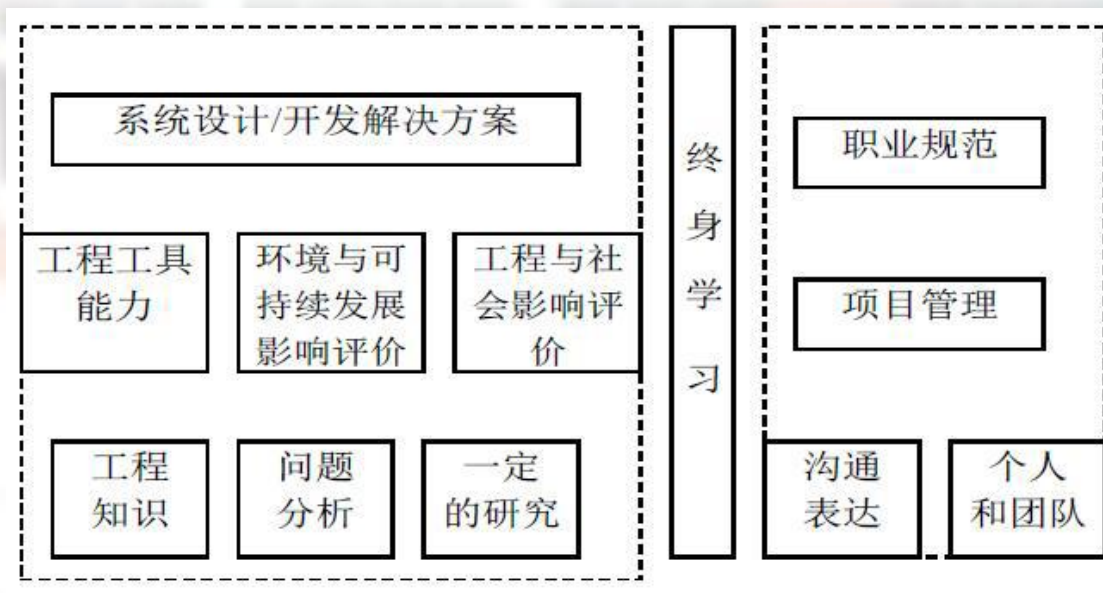 系统设计/开发解决方案
工程工具
能力
环境与可
持续发展
影响评价
工程与社
会影响评
价
工程
知识
问题
分析
一定
的研究
终
身
学
习
职业规范
项目管理
沟通
表达
个人
和团队